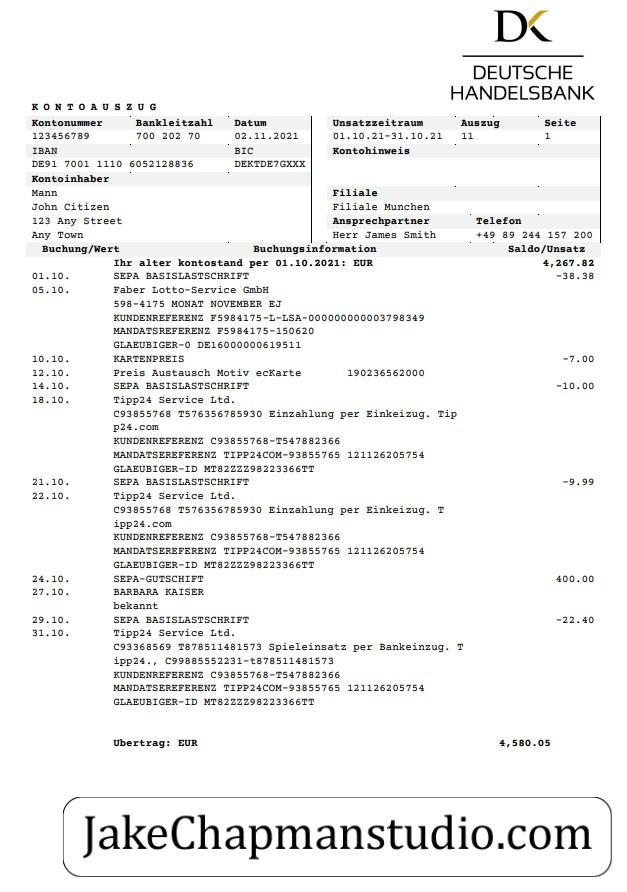 DK
DEUTSCHE
HANDELSBANK
KONTOAUSZUG
Kontonummer Bankleitzahl Datum Unsatzzeitraum Auszug Seite
123456789 700 202 70 02.11.2021 01.10.21-31.10.21 11 1
IBAN BIC Kontohinweis
DE91 7001 1110 6052128836 DEKTDE7GXXX
Kontoinhaber
Mann Filiale
John Citizen Filiale Munchen
123 Any Street Ansprechpartner Telefon
Any Town Herr James Smith +49 89 244 157 200
Buchung/Wert Buchungsinformation Saldo/Unsatz
Ihr alter kontostand per 01.10.2021: EUR 4,267.82
01.10. SEPA BASISLASTSCHRIFT -38.38
05.10. Faber Lotto-Service GmbH
598-4175 MONAT NOVEMBER EJ
KUNDENREFERENZ F5984175-L-LSA-000000000003798349
MANDATSREFERENZ F5984175-150620
GLAEUBIGER-0 DE16000000619511
10.10. KARTENPREIS -7.00
12.10. Preis Austausch Motiv ecKarte 190236562000
14.10. SEPA BASISLASTSCHRIFT -10.00
18.10. Tipp24 Service Ltd.
C93855768 T576356785930 Einzahlung per Einkeizug. Tip
p24.com
KUNDENREFERENZ C93855768-T547882366
MANDATSEREFERENZ TIPP24COM-93855765 121126205754
GLAEUBIGER-ID MT82ZZZ98223366TT
21.10. SEPA BASISLASTSCHRIFT -9.99
22.10. Tipp24 Service Ltd.
C93855768 T576356785930 Einzahlung per Einkeizug. T
ipp24.com
KUNDENREFERENZ C93855768-T547882366
MANDATSEREFERENZ TIPP24COM-93855765 121126205754
GLAEUBIGER-ID MT82ZZZ98223366TT
24.10. SEPA-GUTSCHIFT 400.00
27.10. BARBARA KAISER
bekannt
29.10. SEPA BASISLASTSCHRIFT -22.40
31.10. Tipp24 Service Ltd.
C93368569 T878511481573 Spieleinsatz per Bankeinzug. T
ipp24., C99885552231-t878511481573
KUNDENREFERENZ C93855768-T547882366
MANDATSEREFERENZ TIPP24COM-93855765 121126205754
GLAEUBIGER-ID MT82ZZZ98223366TT
Ubertrag: EUR 4,580.05
JakeChapmanstudio.com